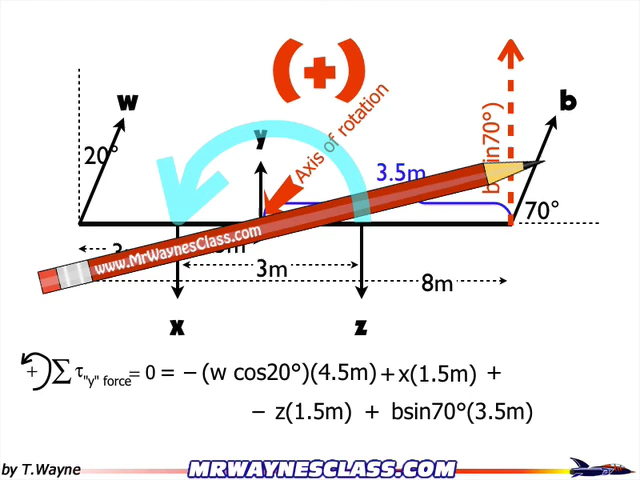 (+)
w
b
20°
y
Axis of rotation
3.5m
70°
www.MrWaynesClass.com
3m
8m
x
z
+ ∑ τ"y" force = 0 = − (w cos20°)(4.5m) + x(1.5m) +
− z(1.5m) + bsin70°(3.5m)
by T.Wayne
MRWAYNESCLASS.COM